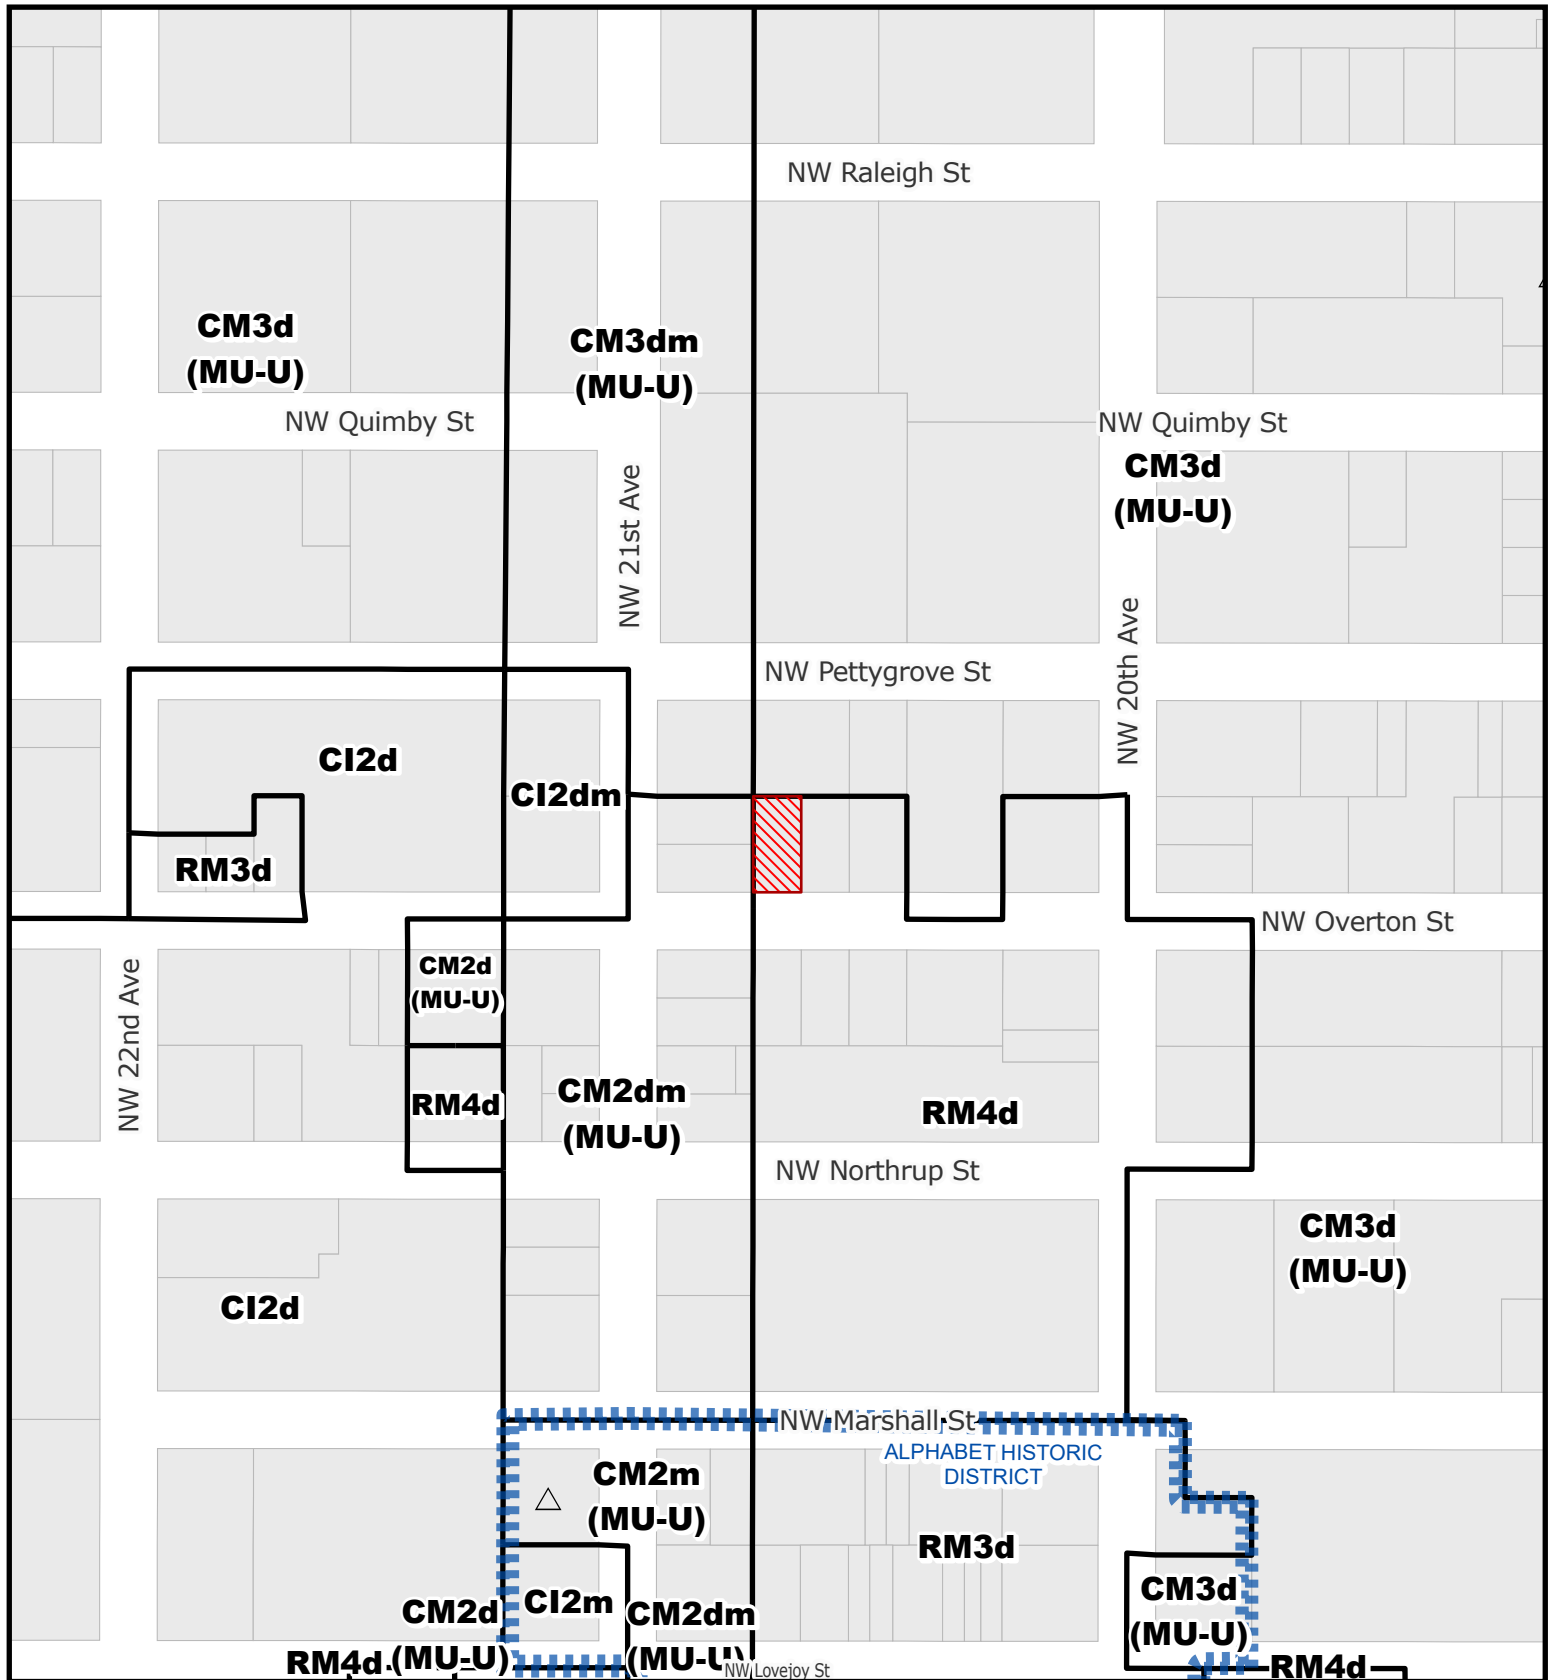 NW Raleigh St
CM3d
(MU-U)
CM3dm
(MU-U)
NW Quimby St
NW Quimby St
CM3d
(MU-U)
NW 21st Ave
NW 20th Ave
NW Pettygrove St
CI2d
CI2dm
RM3d
NW Overton St
CM2d
(MU-U)
NW 22nd Ave
RM4d
CM2dm
(MU-U)
RM4d
NW Northrup St
CM3d
(MU-U)
CI2d
NW Marshall St
ALPHABET HISTORIC
DISTRICT
CM2m
(MU-U)
RM3d
CI2m
CM2d
(MU-U)
CM2dm
(MU-U)
CM3d
(MU-U)
RM4d
NW Lovejoy St
RM4d